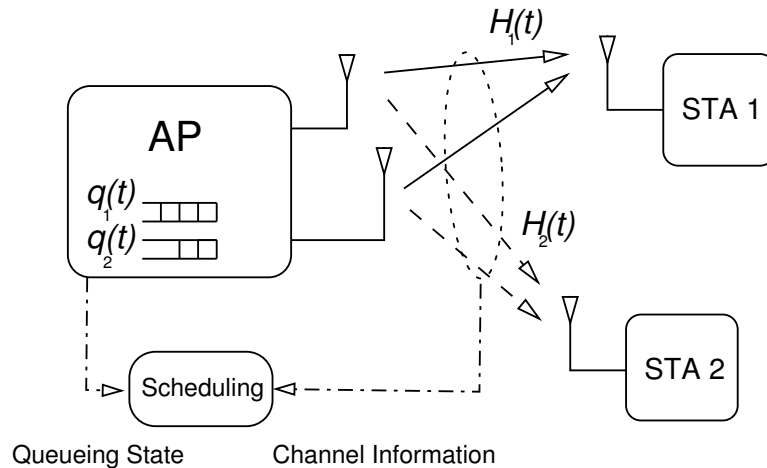 H₁(t)
STA 1
AP
q₁(t)
q₂(t)
H₂(t)
STA 2
Scheduling
Queueing State
Channel Information